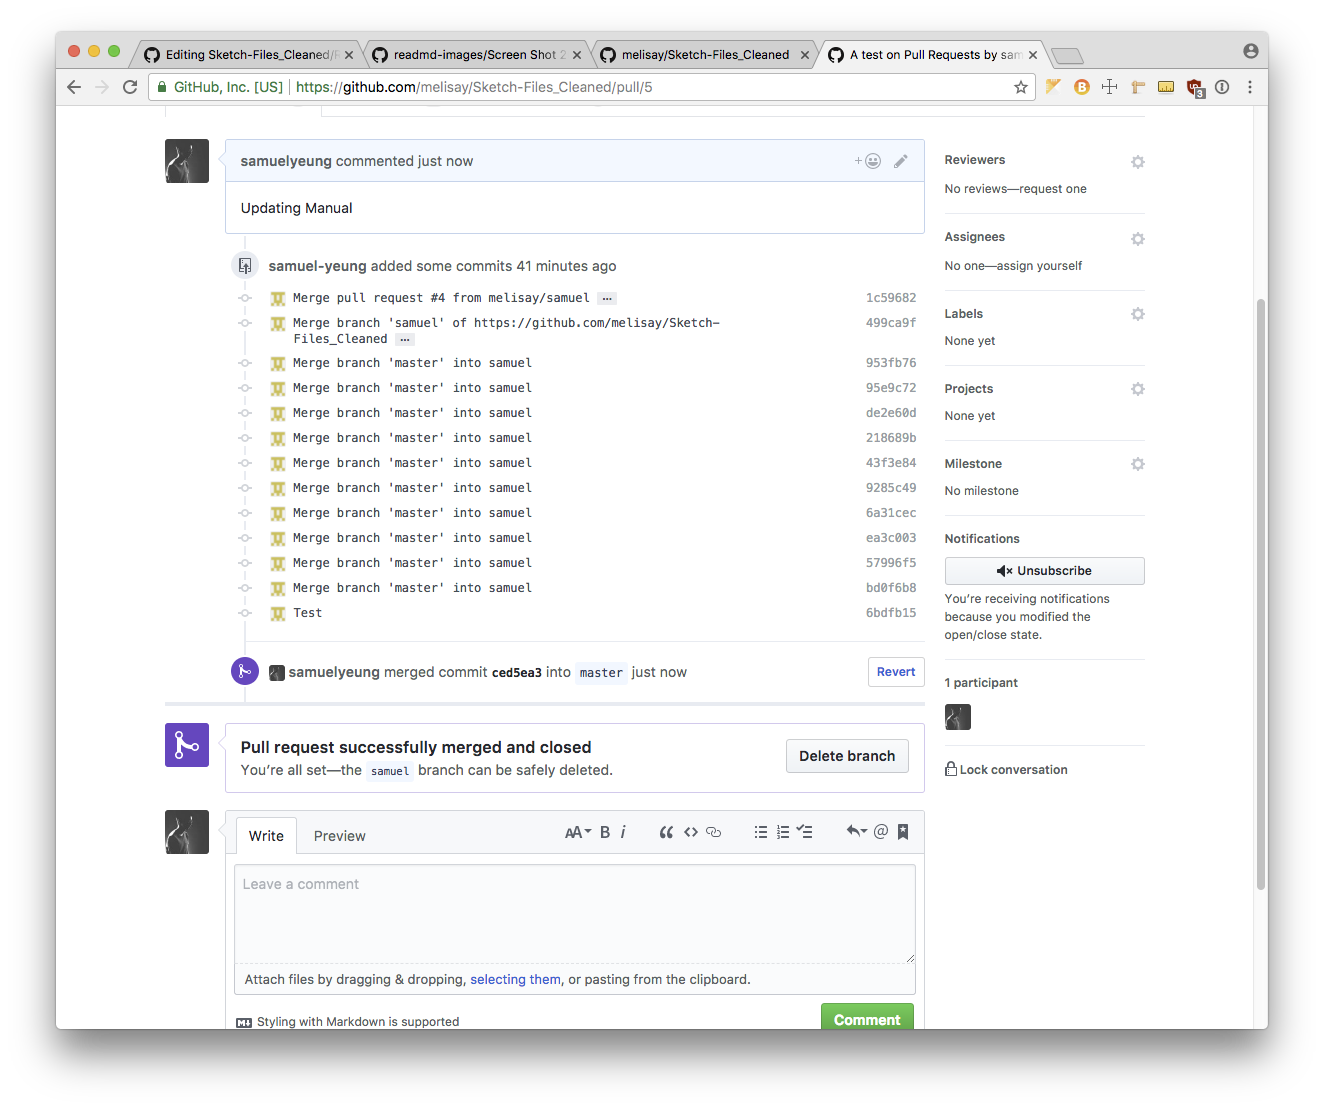 Editing Sketch-Files_Cleaned/
readmd-images/Screen Shot 2
melisay/Sketch-Files_Cleaned
A test on Pull Requests by sam
GitHub, Inc. [US] https://github.com/melisay/Sketch-Files_Cleaned/pull/5
3
samuelyeung commented just now
Updating Manual
samuel-yeung added some commits 41 minutes ago
Merge pull request #4 from melisay/samuel … 1c59682
Merge branch 'samuel' of https://github.com/melisay/Sketch- 499ca9f
Files_Cleaned …
Merge branch 'master' into samuel 953fb76
Merge branch 'master' into samuel 95e9c72
Merge branch 'master' into samuel de2e60d
Merge branch 'master' into samuel 218689b
Merge branch 'master' into samuel 43f3e84
Merge branch 'master' into samuel 9285c49
Merge branch 'master' into samuel 6a31cec
Merge branch 'master' into samuel ea3c003
Merge branch 'master' into samuel 57996f5
Merge branch 'master' into samuel bd0f6b8
Test 6bdfb15
samuelyeung merged commit ced5ea3 into master just now
Revert
Pull request successfully merged and closed
You're all set—the samuel branch can be safely deleted.
Delete branch
Write Preview
AA B i
Leave a comment
Attach files by dragging & dropping, selecting them, or pasting from the clipboard.
Styling with Markdown is supported
Comment
Reviewers
No reviews—request one
Assignees
No one—assign yourself
Labels
None yet
Projects
None yet
Milestone
No milestone
Notifications
Unsubscribe
You're receiving notifications
because you modified the
open/close state.
1 participant
Lock conversation